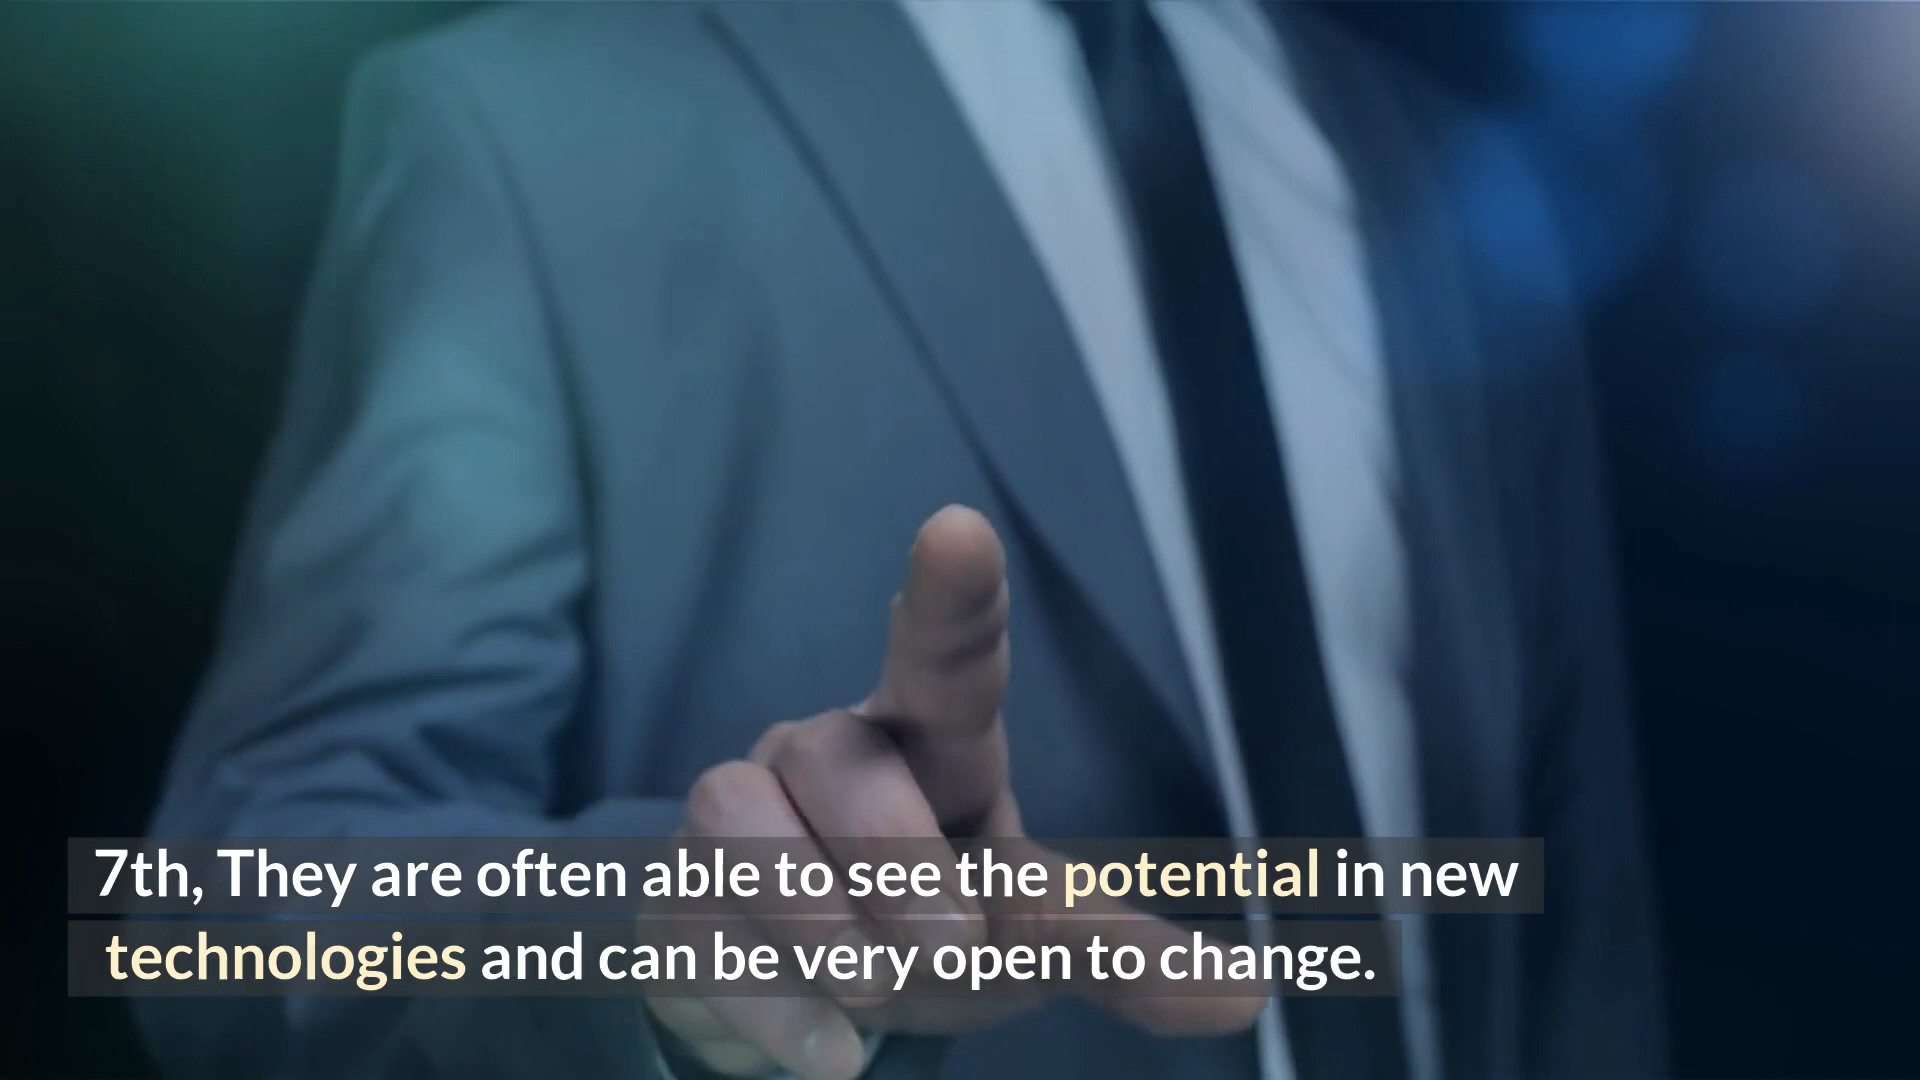 7th, They are often able to see the potential in new
technologies and can be very open to change.